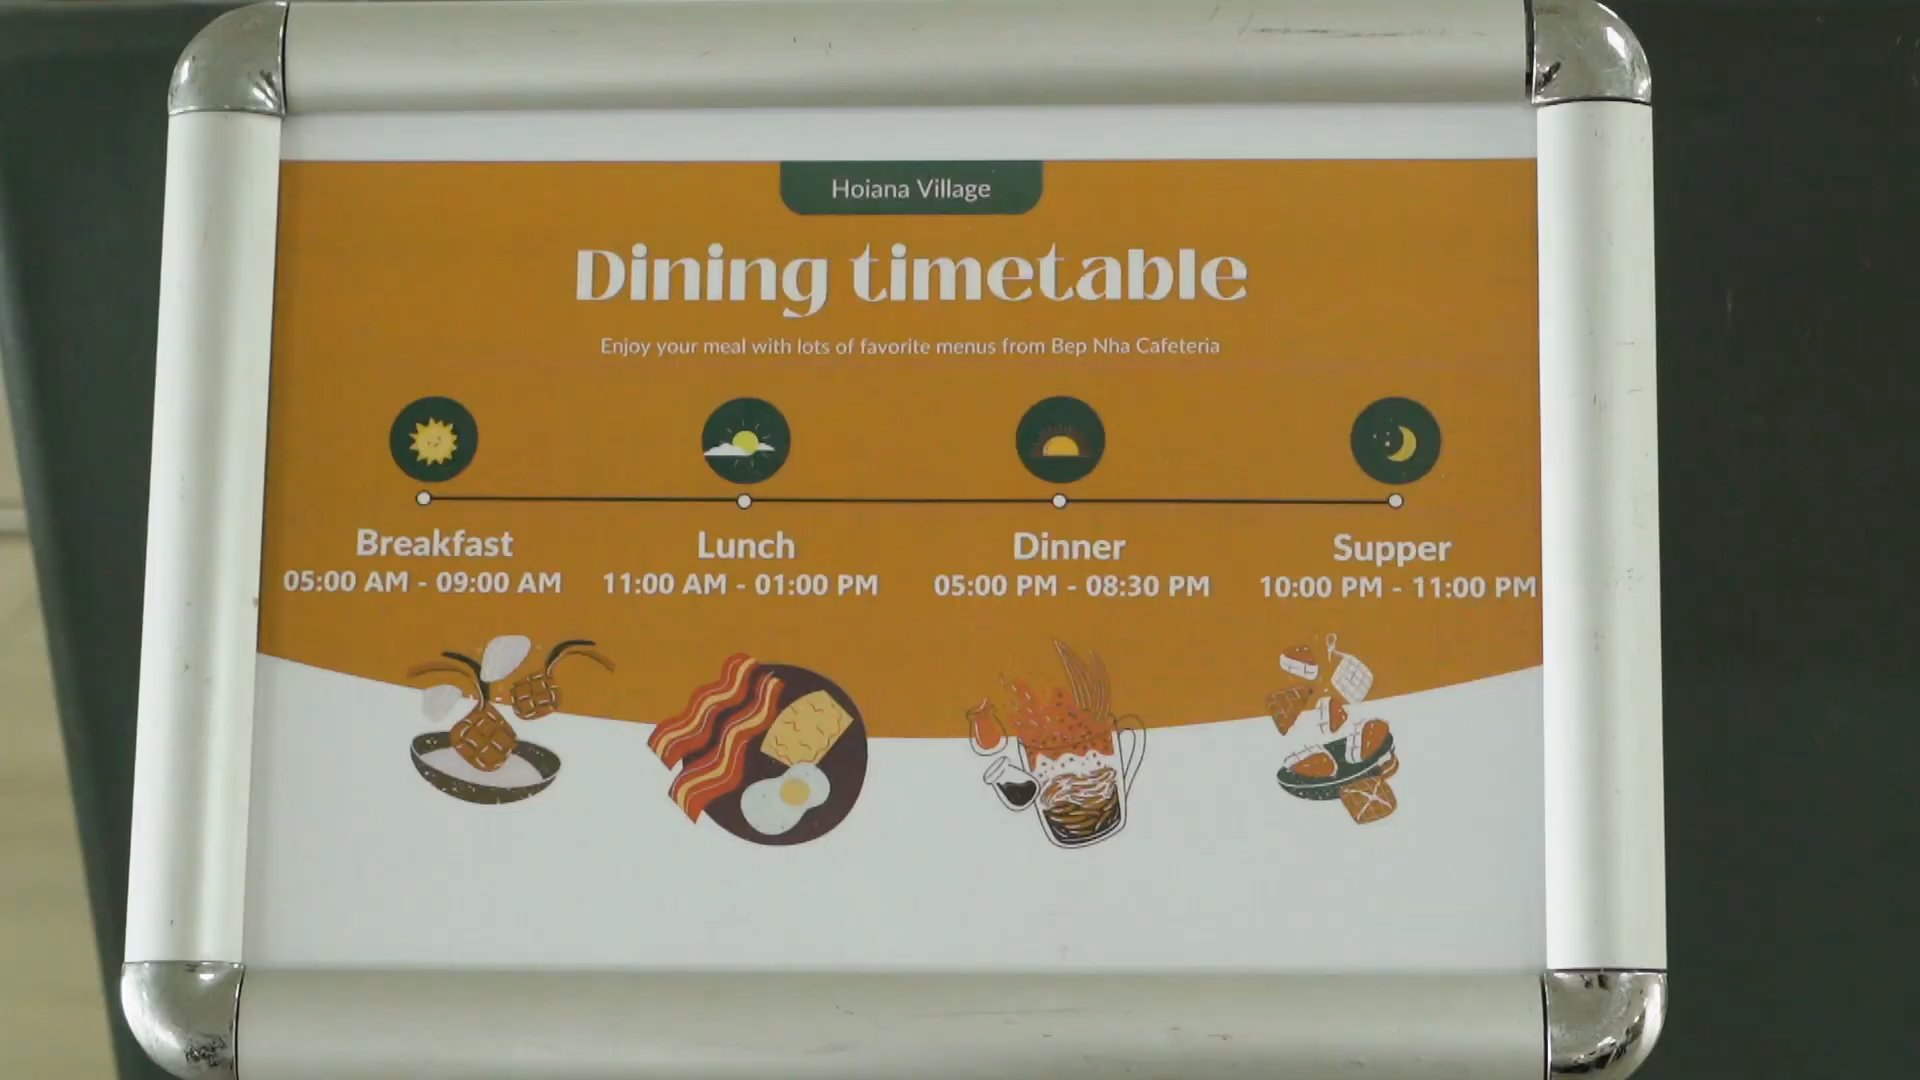 Hoiana Village
Dining timetable
Enjoy your meal with lots of favorite menus from Bep Nha Cafeteria
Breakfast
05:00 AM - 09:00 AM
Lunch
11:00 AM - 01:00 PM
Dinner
05:00 PM - 08:30 PM
Supper
10:00 PM - 11:00 PM